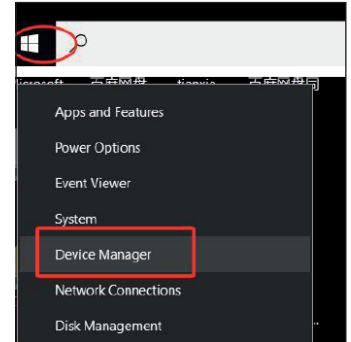 Apps and Features
Power Options
Event Viewer
System
Device Manager
Network Connections
Disk Management